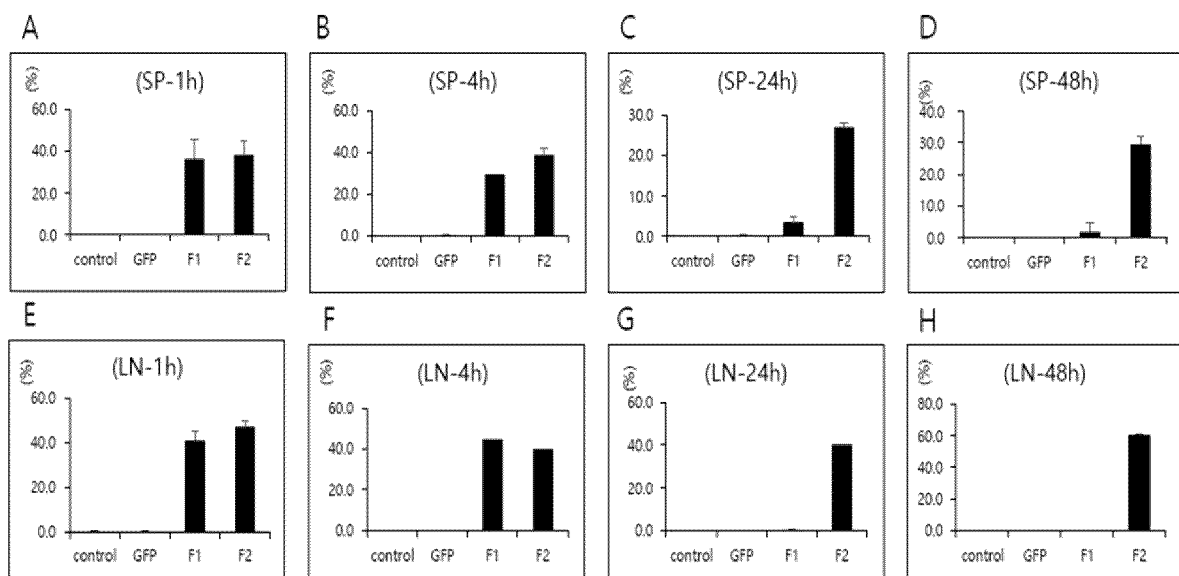 A
(%)
(SP-1h)
60.0
40.0
20.0
0.0
control GFP F1 F2
B
(%)
(SP-4h)
60.0
40.0
20.0
0.0
control GFP F1 F2
C
(%)
(SP-24h)
30.0
20.0
10.0
0.0
control GFP F1 F2
D
(%)
(SP-48h)
40.0
30.0
20.0
10.0
0.0
control GFP F1 F2
E
(%)
(LN-1h)
60.0
40.0
20.0
0.0
control GFP F1 F2
F
(%)
(LN-4h)
60.0
40.0
20.0
0.0
control GFP F1 F2
G
(%)
(LN-24h)
60.0
40.0
20.0
0.0
control GFP F1 F2
H
(%)
(LN-48h)
80.0
60.0
40.0
20.0
0.0
control GFP F1 F2